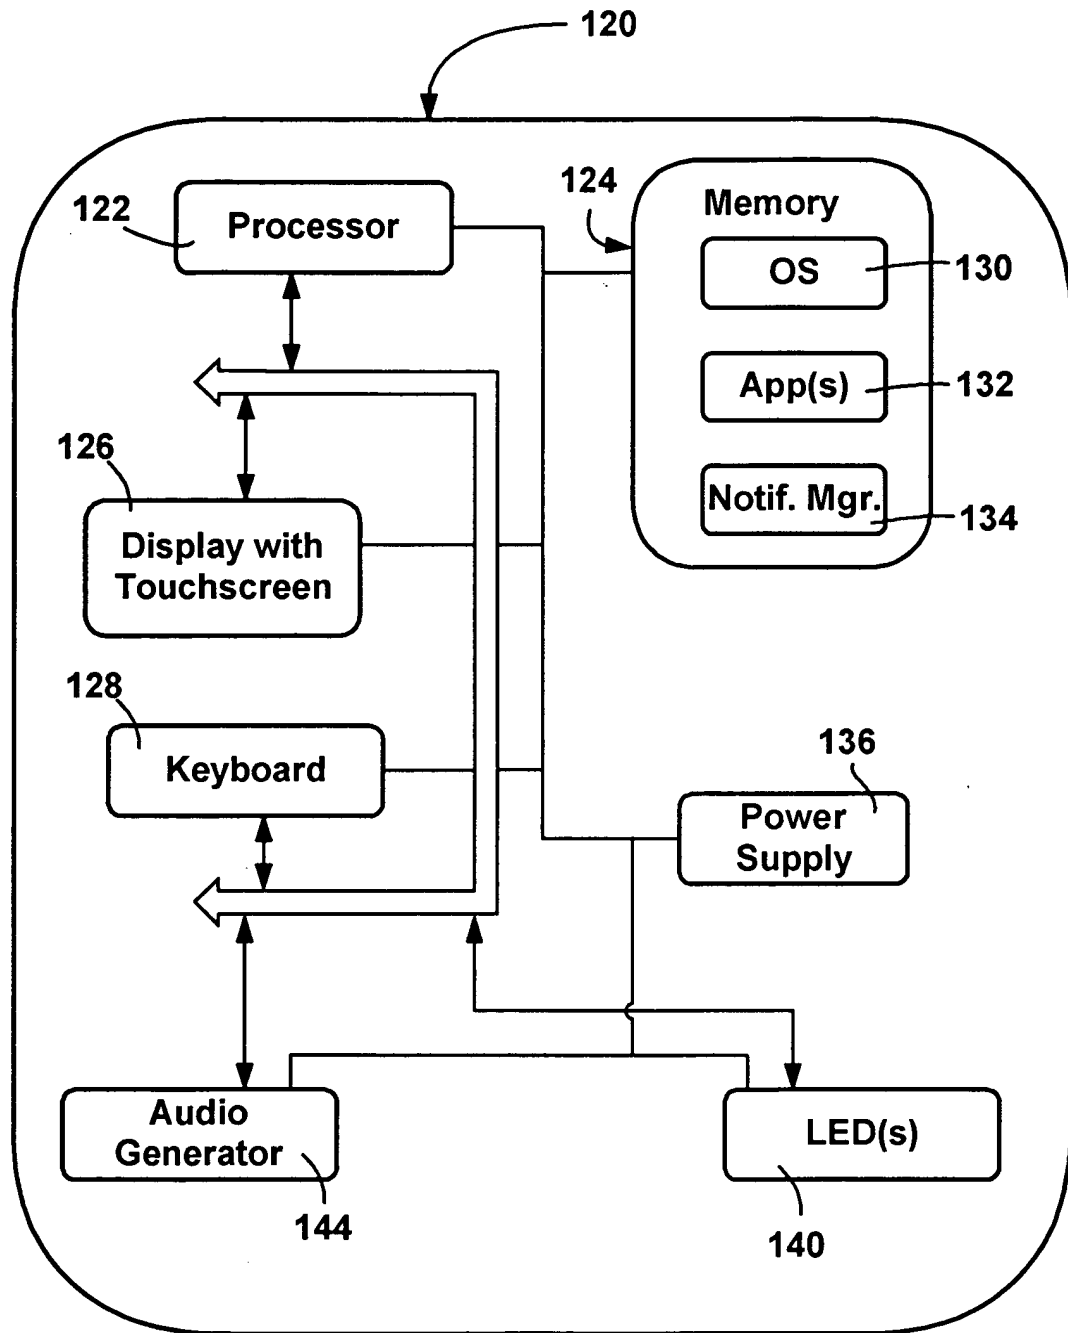 120
124
Memory
122
Processor
OS
130
App(s)
132
126
Notif. Mgr.
134
Display with
Touchscreen
128
Keyboard
136
Power
Supply
Audio
Generator
LED(s)
144
140